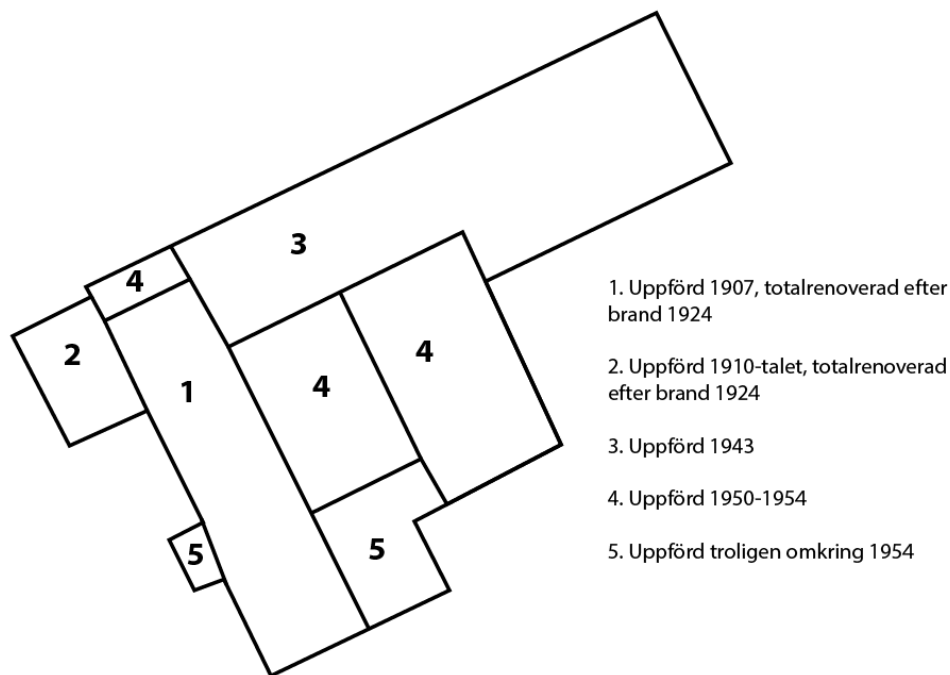 3
4
2
4
4
1
5
5
1. Uppförd 1907, totalrenoverad efter
brand 1924
2. Uppförd 1910-talet, totalrenoverad
efter brand 1924
3. Uppförd 1943
4. Uppförd 1950-1954
5. Uppförd troligen omkring 1954